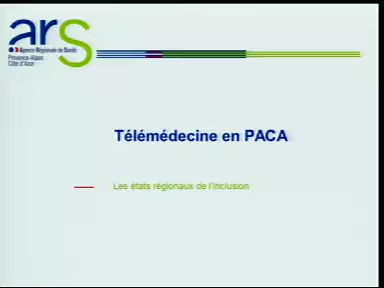 ars
Agence Régionale de Santé
Provence-Alpes
Côte d'Azur
Télémédecine en PACA
Les états régionaux de l'inclusion